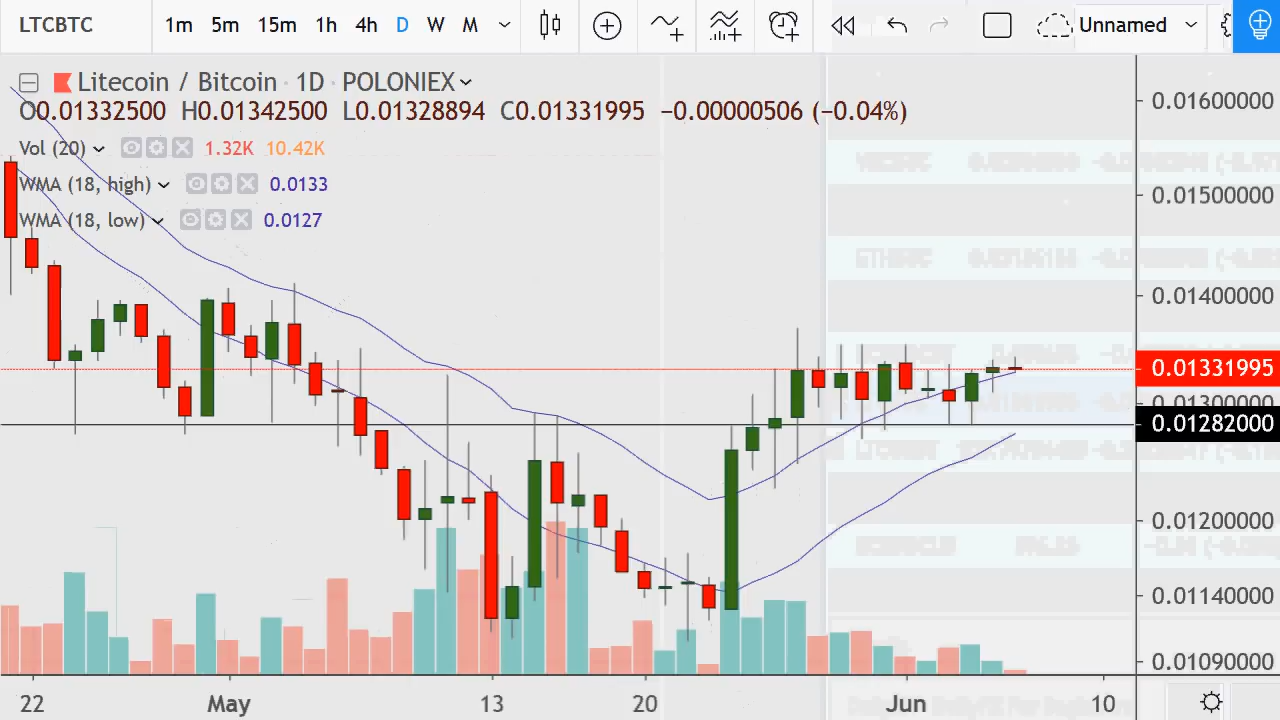 LTCBTC 1m 5m 15m 1h 4h D W M Unnamed
Litecoin / Bitcoin · 1D · POLONIEX
O0.01332500 H0.01342500 L0.01328894 C0.01331995 −0.00000506 (−0.04%)
Vol (20) 1.32K 10.42K
WMA (18, high) 0.0133
WMA (18, low) 0.0127
0.01600000
0.01500000
0.01400000
0.01331995
0.01300000
0.01282000
0.01200000
0.01140000
0.01090000
22 May 13 20 Jun 10